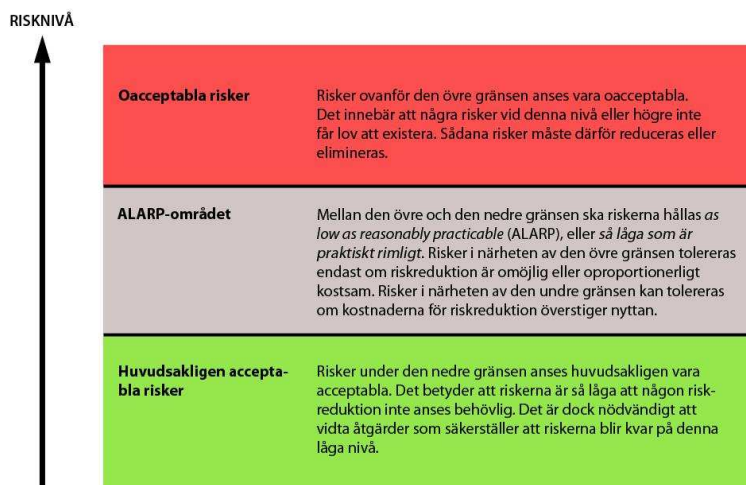 RISKNIVÅ
Oacceptabla risker
Risker ovanför den övre gränsen anses vara oacceptabla.
Det innebär att några risker vid denna nivå eller högre inte
får lov att existera. Sådana risker måste därför reduceras eller
elimineras.
ALARP-området
Mellan den övre och den nedre gränsen ska riskerna hållas as
low as reasonably practicable (ALARP), eller så låga som är
praktiskt rimligt. Risker i närheten av den övre gränsen tolereras
endast om riskreduktion är omöjlig eller oproportionerligt
kostsam. Risker i närheten av den undre gränsen kan tolereras
om kostnaderna för riskreduktion överstiger nyttan.
Huvudsakligen accepta-
bla risker
Risker under den nedre gränsen anses huvudsakligen vara
acceptabla. Det betyder att riskerna är så låga att någon risk-
reduktion inte anses behövlig. Det är dock nödvändigt att
vidta åtgärder som säkerställer att riskerna blir kvar på denna
låga nivå.